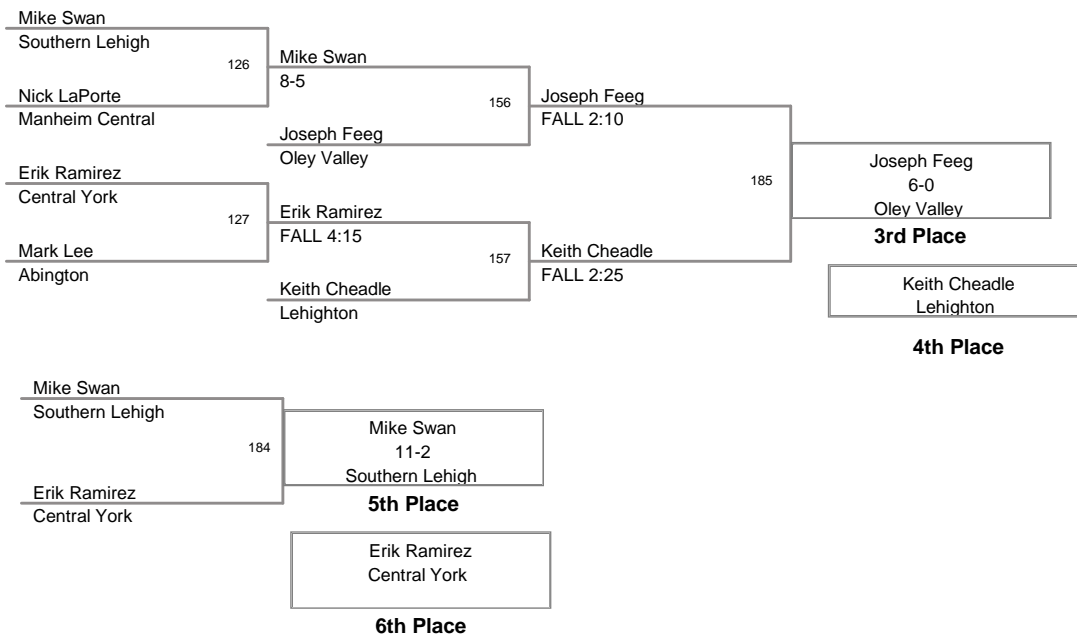 Mike Swan
Southern Lehigh
126
Nick LaPorte
Manheim Central
Mike Swan
8-5
156
Joseph Feeg
Oley Valley
Joseph Feeg
FALL 2:10
Erik Ramirez
Central York
127
Mark Lee
Abington
Erik Ramirez
FALL 4:15
157
Keith Cheadle
Lehighton
Keith Cheadle
FALL 2:25
185
Joseph Feeg
6-0
Oley Valley
3rd Place
Keith Cheadle
Lehighton
4th Place
Mike Swan
Southern Lehigh
184
Erik Ramirez
Central York
Mike Swan
11-2
Southern Lehigh
5th Place
Erik Ramirez
Central York
6th Place